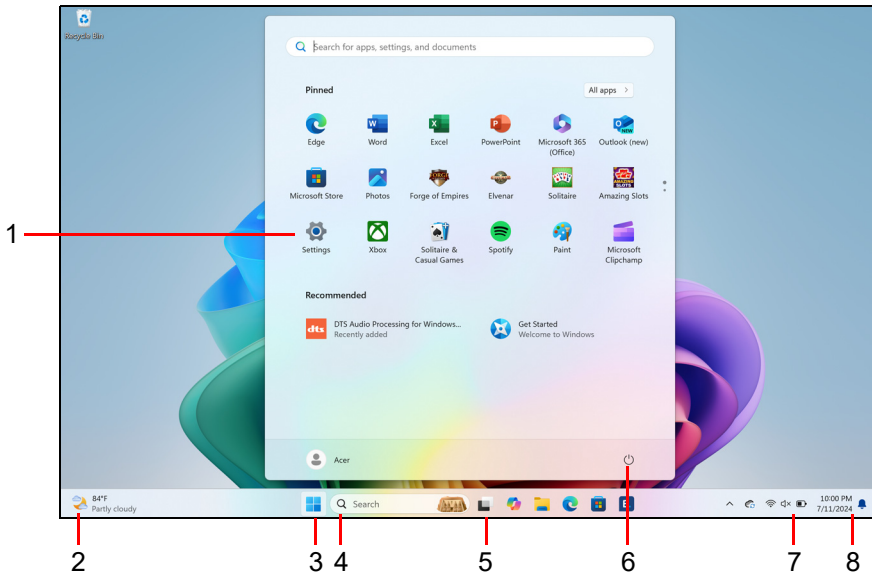 Recycle Bin
Search for apps, settings, and documents
Pinned
All apps >
Edge
Word
Excel
PowerPoint
Microsoft 365
(Office)
Outlook (new)
Microsoft Store
Photos
Forge of Empires
Elvenar
Solitaire
Amazing Slots
1
Settings
Xbox
Solitaire &
Casual Games
Spotify
Paint
Microsoft
Clipchamp
Recommended
dts
DTS Audio Processing for Windows...
Recently added
Get Started
Welcome to Windows
Acer
84°F
Partly cloudy
Search
10:00 PM
7/11/2024
2
3
4
5
6
7
8